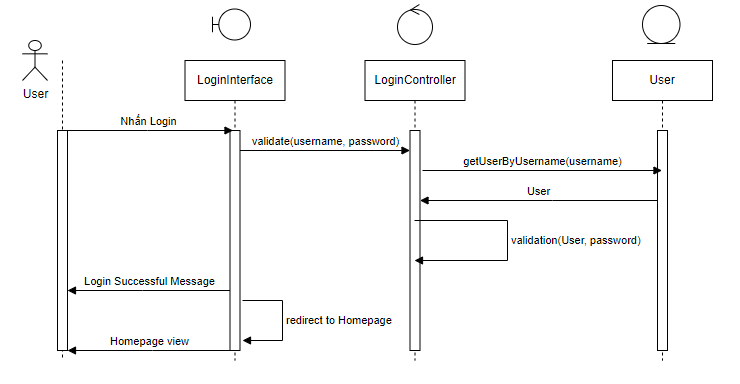 User
LoginInterface
LoginController
User
Nhấn Login
validate(username, password)
getUserByUsername(username)
User
validation(User, password)
Login Successful Message
redirect to Homepage
Homepage view